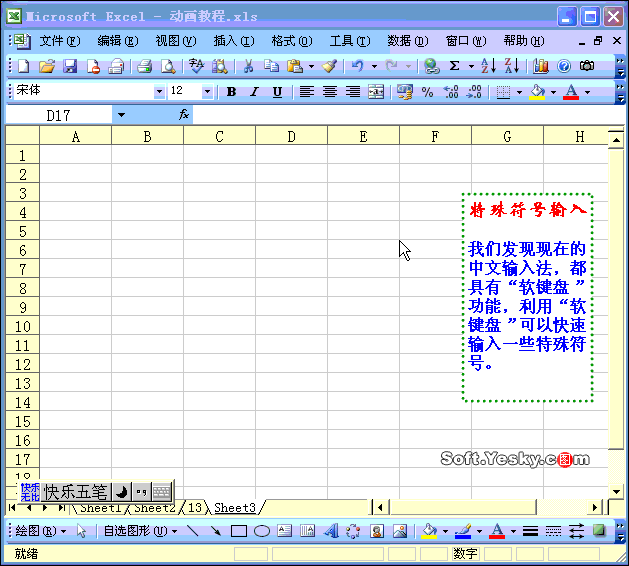 Microsoft Excel - 动画教程.xls
文件(F) 编辑(E) 视图(V) 插入(I) 格式(O) 工具(T) 数据(D) 窗口(W) 帮助(H)
宋体 12 B I U
D17 fx
A B C D E F G H
1
2
3
4
5
6
7
8
9
10
11
12
13
14
15
16
17
18
特殊符号输入
我们发现现在的
中文输入法，都
具有“软键盘 ”
功能，利用“软
键盘 ”可以快速
输入一些特殊符
号。
Soft.Yesky.c图m
快乐五笔
Sheet1 Sheet2 13 Sheet3
绘图(R) 自选图形(U)
就绪 数字